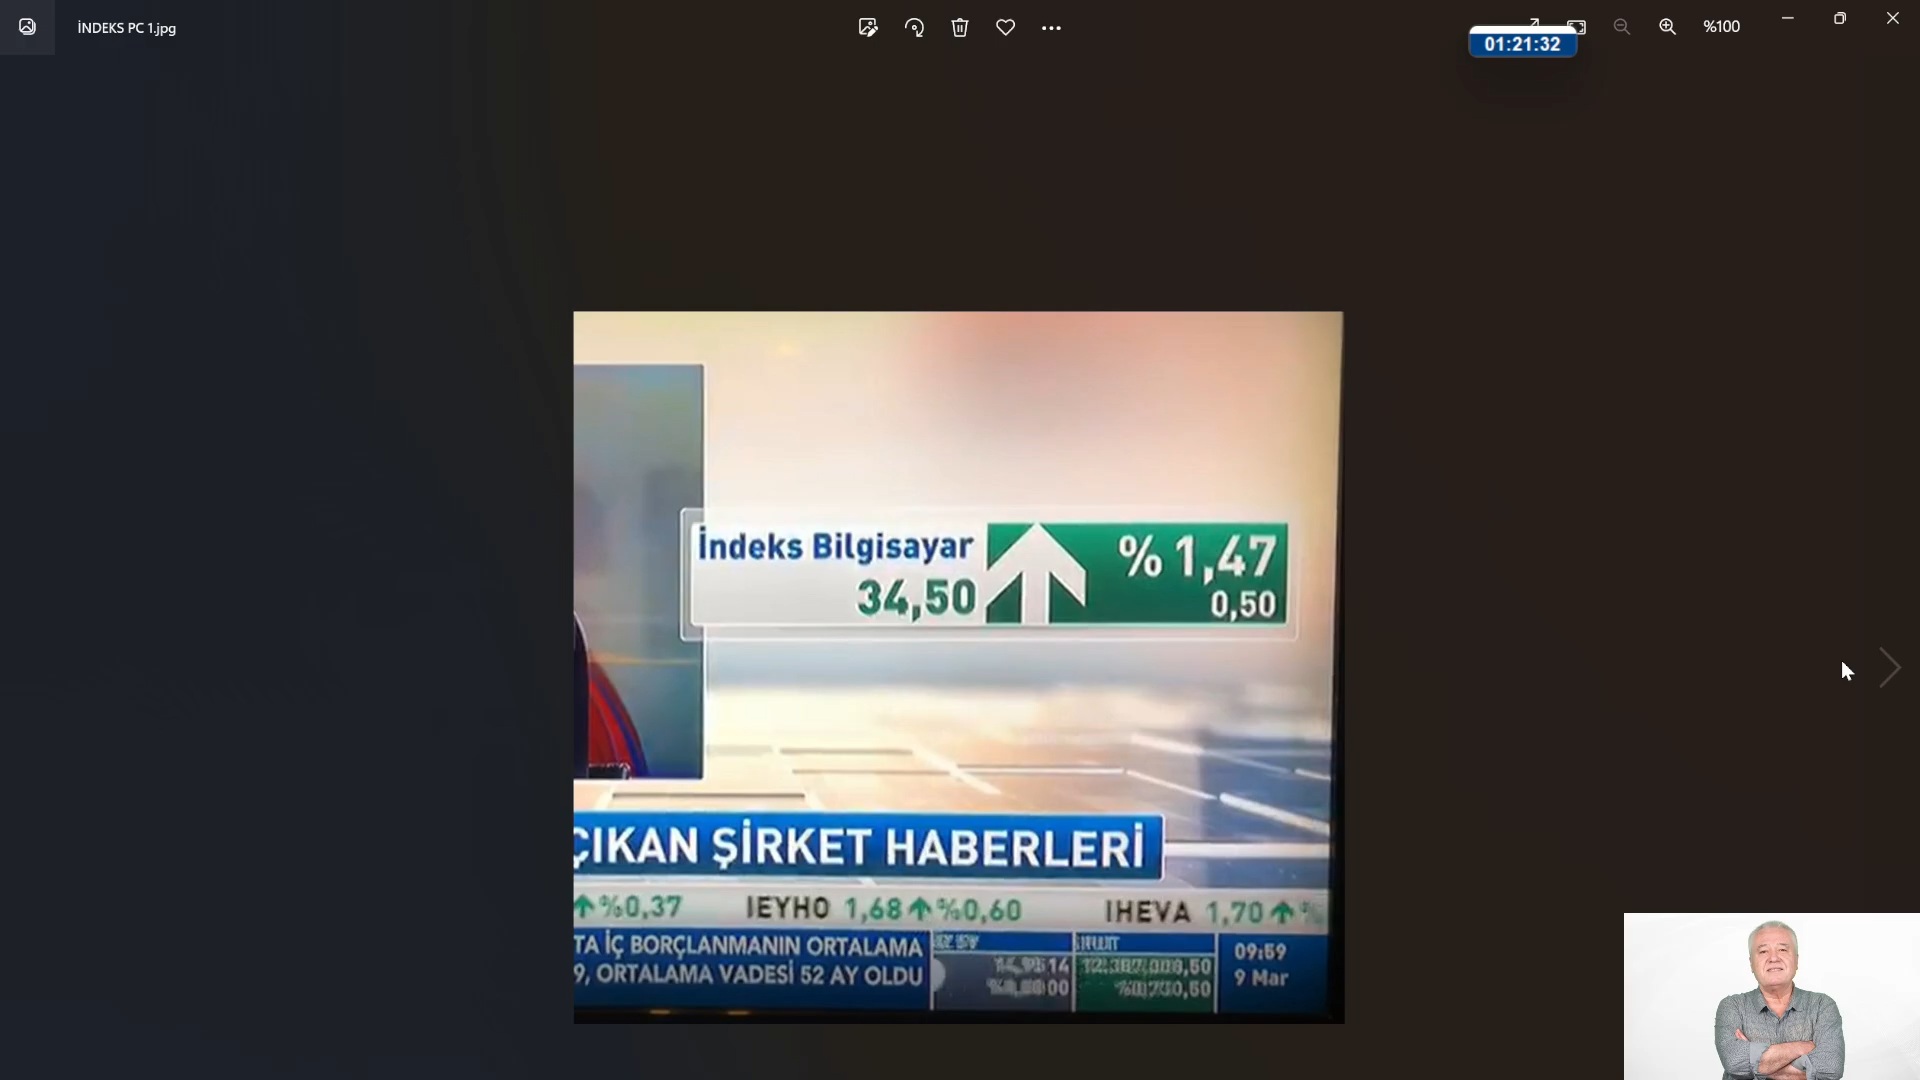 İNDEKS PC 1.jpg
%100
01:21:32
İndeks Bilgisayar
34,50
% 1,47
0,50
ÇIKAN ŞİRKET HABERLERİ
%0,37 IEYHO 1,68 %0,60 IHEVA 1,70 %
TA İÇ BORÇLANMANIN ORTALAMA
9, ORTALAMA VADESİ 52 AY OLDU
09:59
9 Mar